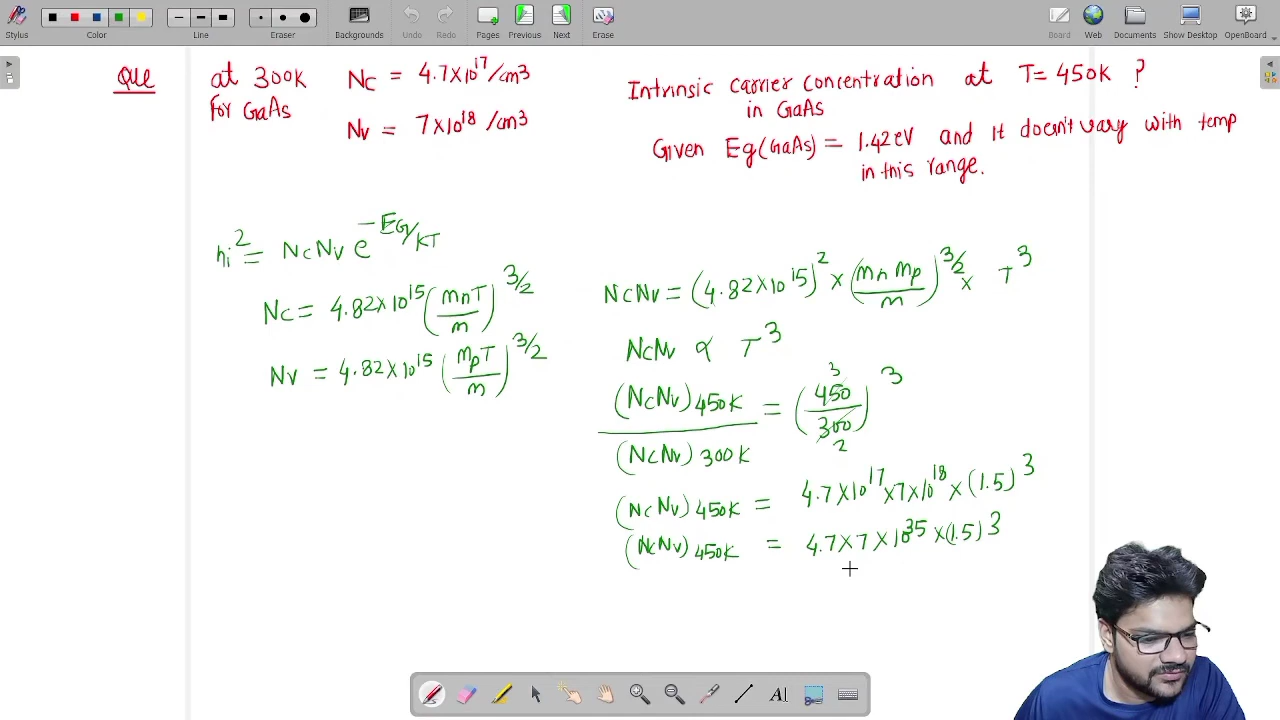 Stylus Color Line Eraser Backgrounds Undo Redo Pages Previous Next Erase Board Web Documents Show Desktop OpenBoard
Que at 300k Nc = 4.7×10^17/cm3
For GaAs
Nv = 7×10^18/cm3
Intrinsic carrier concentration at T= 450k ?
in GaAs
Given Eg(GaAs) = 1.42eV and it doesn't vary with temp
in this range.
ni^2 = NcNv e^-EG/KT
Nc = 4.82×10^15 (mnT/m)^3/2
Nv = 4.82×10^15 (mpT/m)^3/2
NcNv = (4.82×10^15)^2 × (mn mp/m)^3/2 × T^3
NcNv ∝ T^3
(NcNv)450K / (NcNv)300K = (450/300)^3
3
2
(NcNv)450K = 4.7×10^17×7×10^18 × (1.5)^3
(NcNv)450K = 4.7×7×10^35 ×(1.5)^3
AI